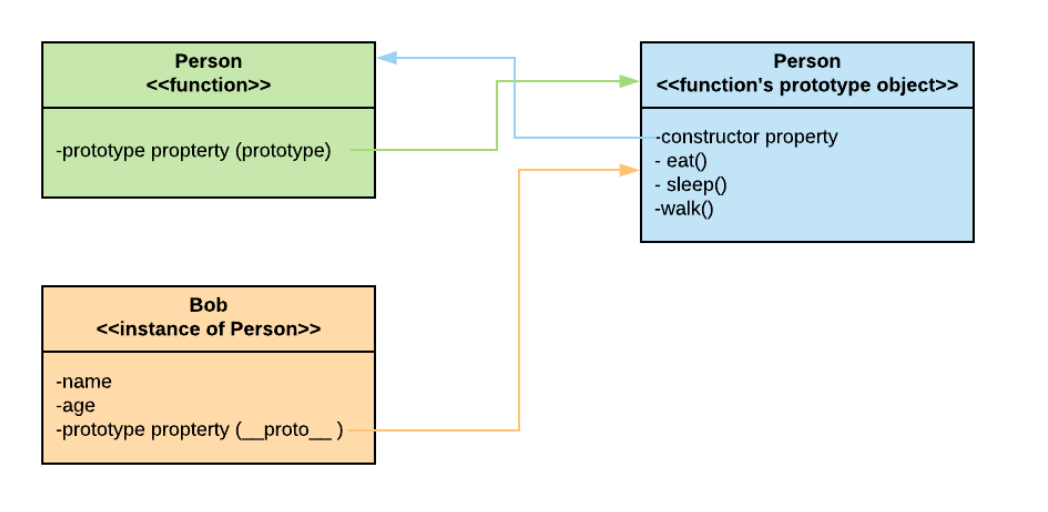 Person
<<function>>
-prototype propterty (prototype)
Person
<<function's prototype object>>
-constructor property
- eat()
- sleep()
-walk()
Bob
<<instance of Person>>
-name
-age
-prototype propterty (__proto__ )